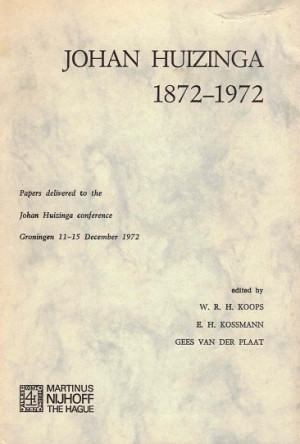 JOHAN HUIZINGA
1872–1972
Papers delivered to the
Johan Huizinga conference
Groningen 11–15 December 1972
edited by
W. R. H. KOOPS
E. H. KOSSMANN
GEES VAN DER PLAAT
MARTINUS
NIJHOFF
THE HAGUE